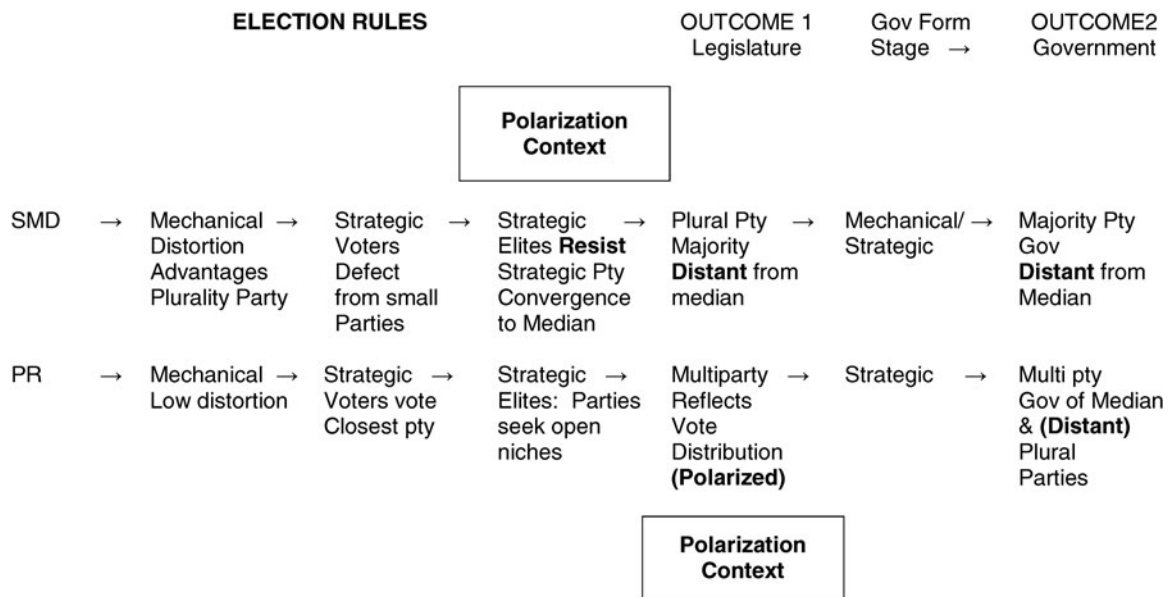 ELECTION RULES OUTCOME 1 Gov Form OUTCOME2
Legislature Stage → Government
Polarization
Context
SMD → Mechanical → Strategic → Strategic → Plural Pty → Mechanical/ → Majority Pty
Distortion Voters Elites Resist Majority Strategic Gov
Advantages Defect Strategic Pty Distant from Distant from
Plurality Party from small Convergence median Median
Parties to Median
PR → Mechanical → Strategic → Strategic → Multiparty → Strategic → Multi pty
Low distortion Voters vote Elites: Parties Reflects Gov of Median
Closest pty seek open Vote & (Distant)
niches Distribution Plural
(Polarized) Parties
Polarization
Context